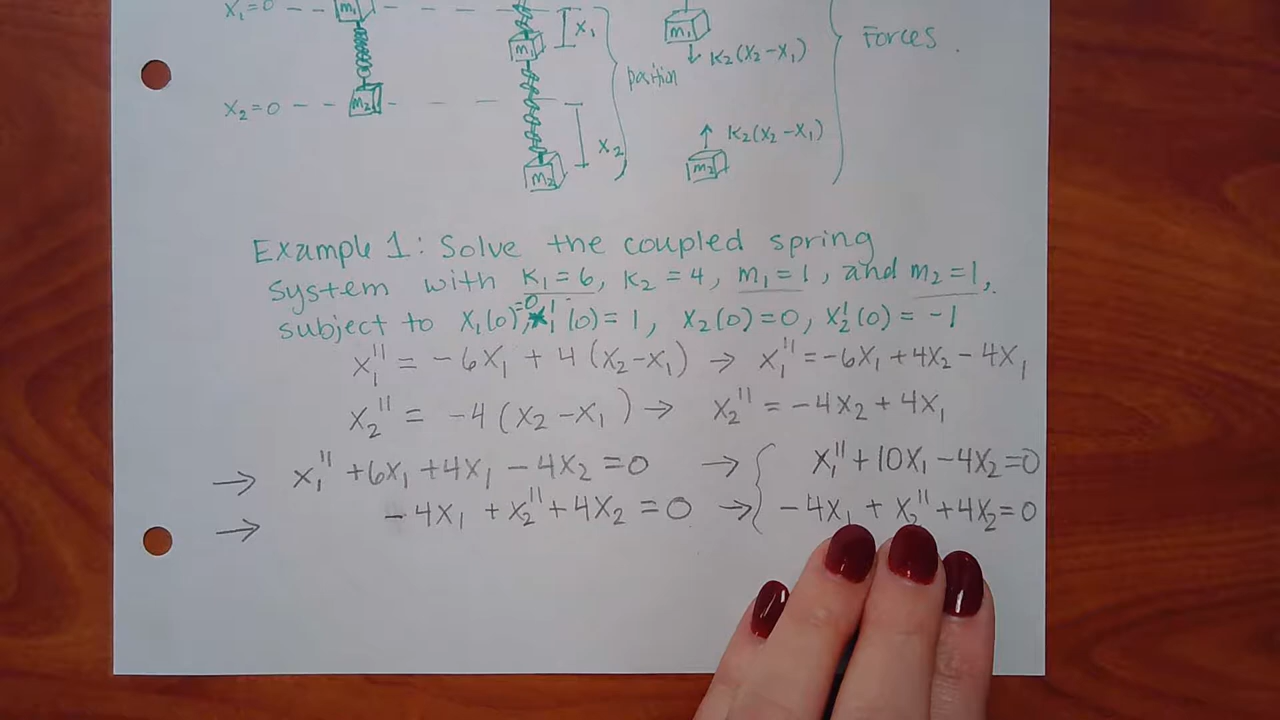 x₁=0 m₁ x₁ m₁ m₁ ↓ K₂(x₂-x₁) Forces.
position
x₂=0 m₂ x₂ m₂ ↑ K₂(x₂-x₁) m₂
Example 1: Solve the coupled spring
system with K₁=6, K₂=4, m₁=1, and m₂=1,
subject to x₁(0)=0, x₁'(0)=1, x₂(0)=0, x₂'(0)=-1
x₁''=-6x₁+4(x₂-x₁) → x₁''=-6x₁+4x₂-4x₁
x₂''=-4(x₂-x₁) → x₂''=-4x₂+4x₁
→ x₁''+6x₁+4x₁-4x₂=0 → { x₁''+10x₁-4x₂=0
→ -4x₁+x₂''+4x₂=0 → { -4x₁+x₂''+4x₂=0